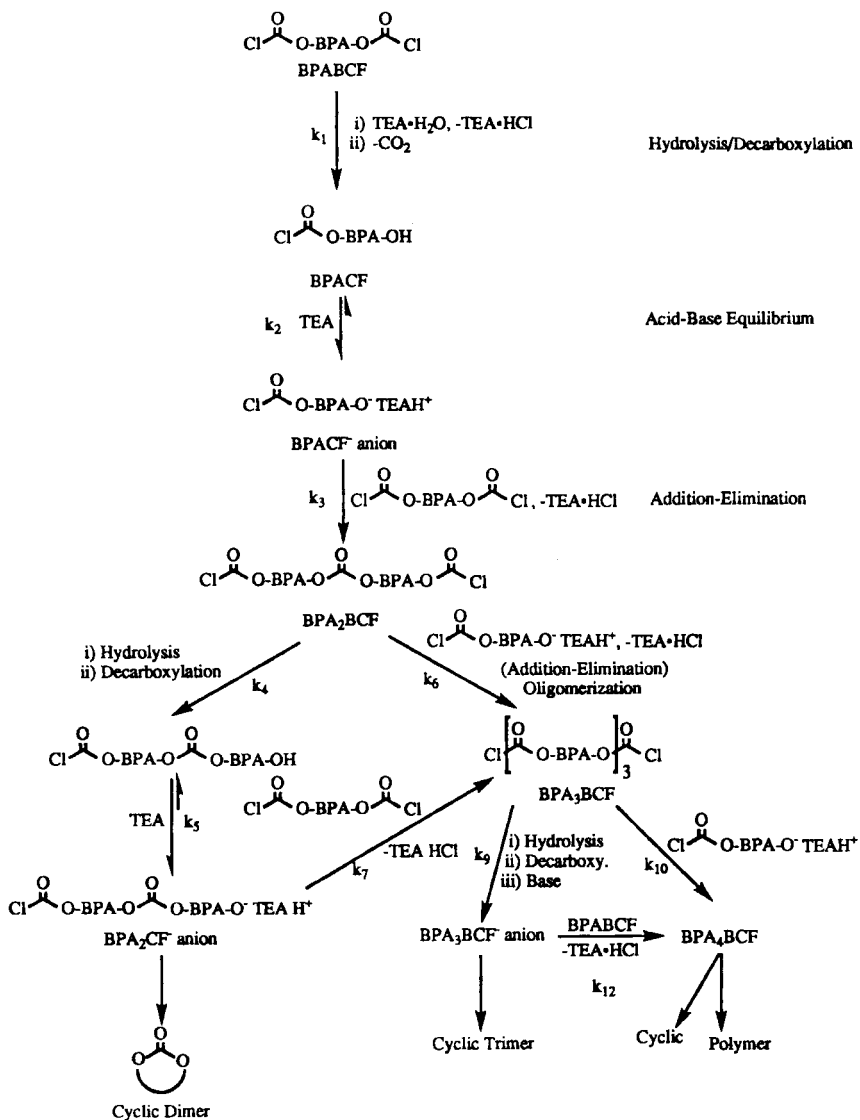 O O
Cl O-BPA-O Cl
BPABCF
k1 i) TEA•H2O, -TEA•HCl
ii) -CO2
Hydrolysis/Decarboxylation
O
Cl O-BPA-OH
BPACF
k2 TEA
Acid-Base Equilibrium
O
Cl O-BPA-O- TEAH+
BPACF- anion
k3
O O
Cl O-BPA-O Cl, -TEA•HCl
Addition-Elimination
O O O
Cl O-BPA-O O-BPA-O Cl
BPA2BCF
O
Cl O-BPA-O- TEAH+, -TEA•HCl
i) Hydrolysis
ii) Decarboxylation
k4
k6
(Addition-Elimination)
Oligomerization
O O
Cl O-BPA-O O-BPA-OH
O O
Cl O-BPA-O Cl
3
BPA3BCF
TEA k5
O O
Cl O-BPA-O Cl
-TEA HCl
k7
k9
i) Hydrolysis
ii) Decarboxy.
iii) Base
k10
O
Cl O-BPA-O- TEAH+
O O
Cl O-BPA-O O-BPA-O- TEA H+
BPA2CF- anion
BPA3BCF- anion
BPABCF
-TEA•HCl
k12
BPA4BCF
Cyclic Trimer
Cyclic
Polymer
O
O O
Cyclic Dimer